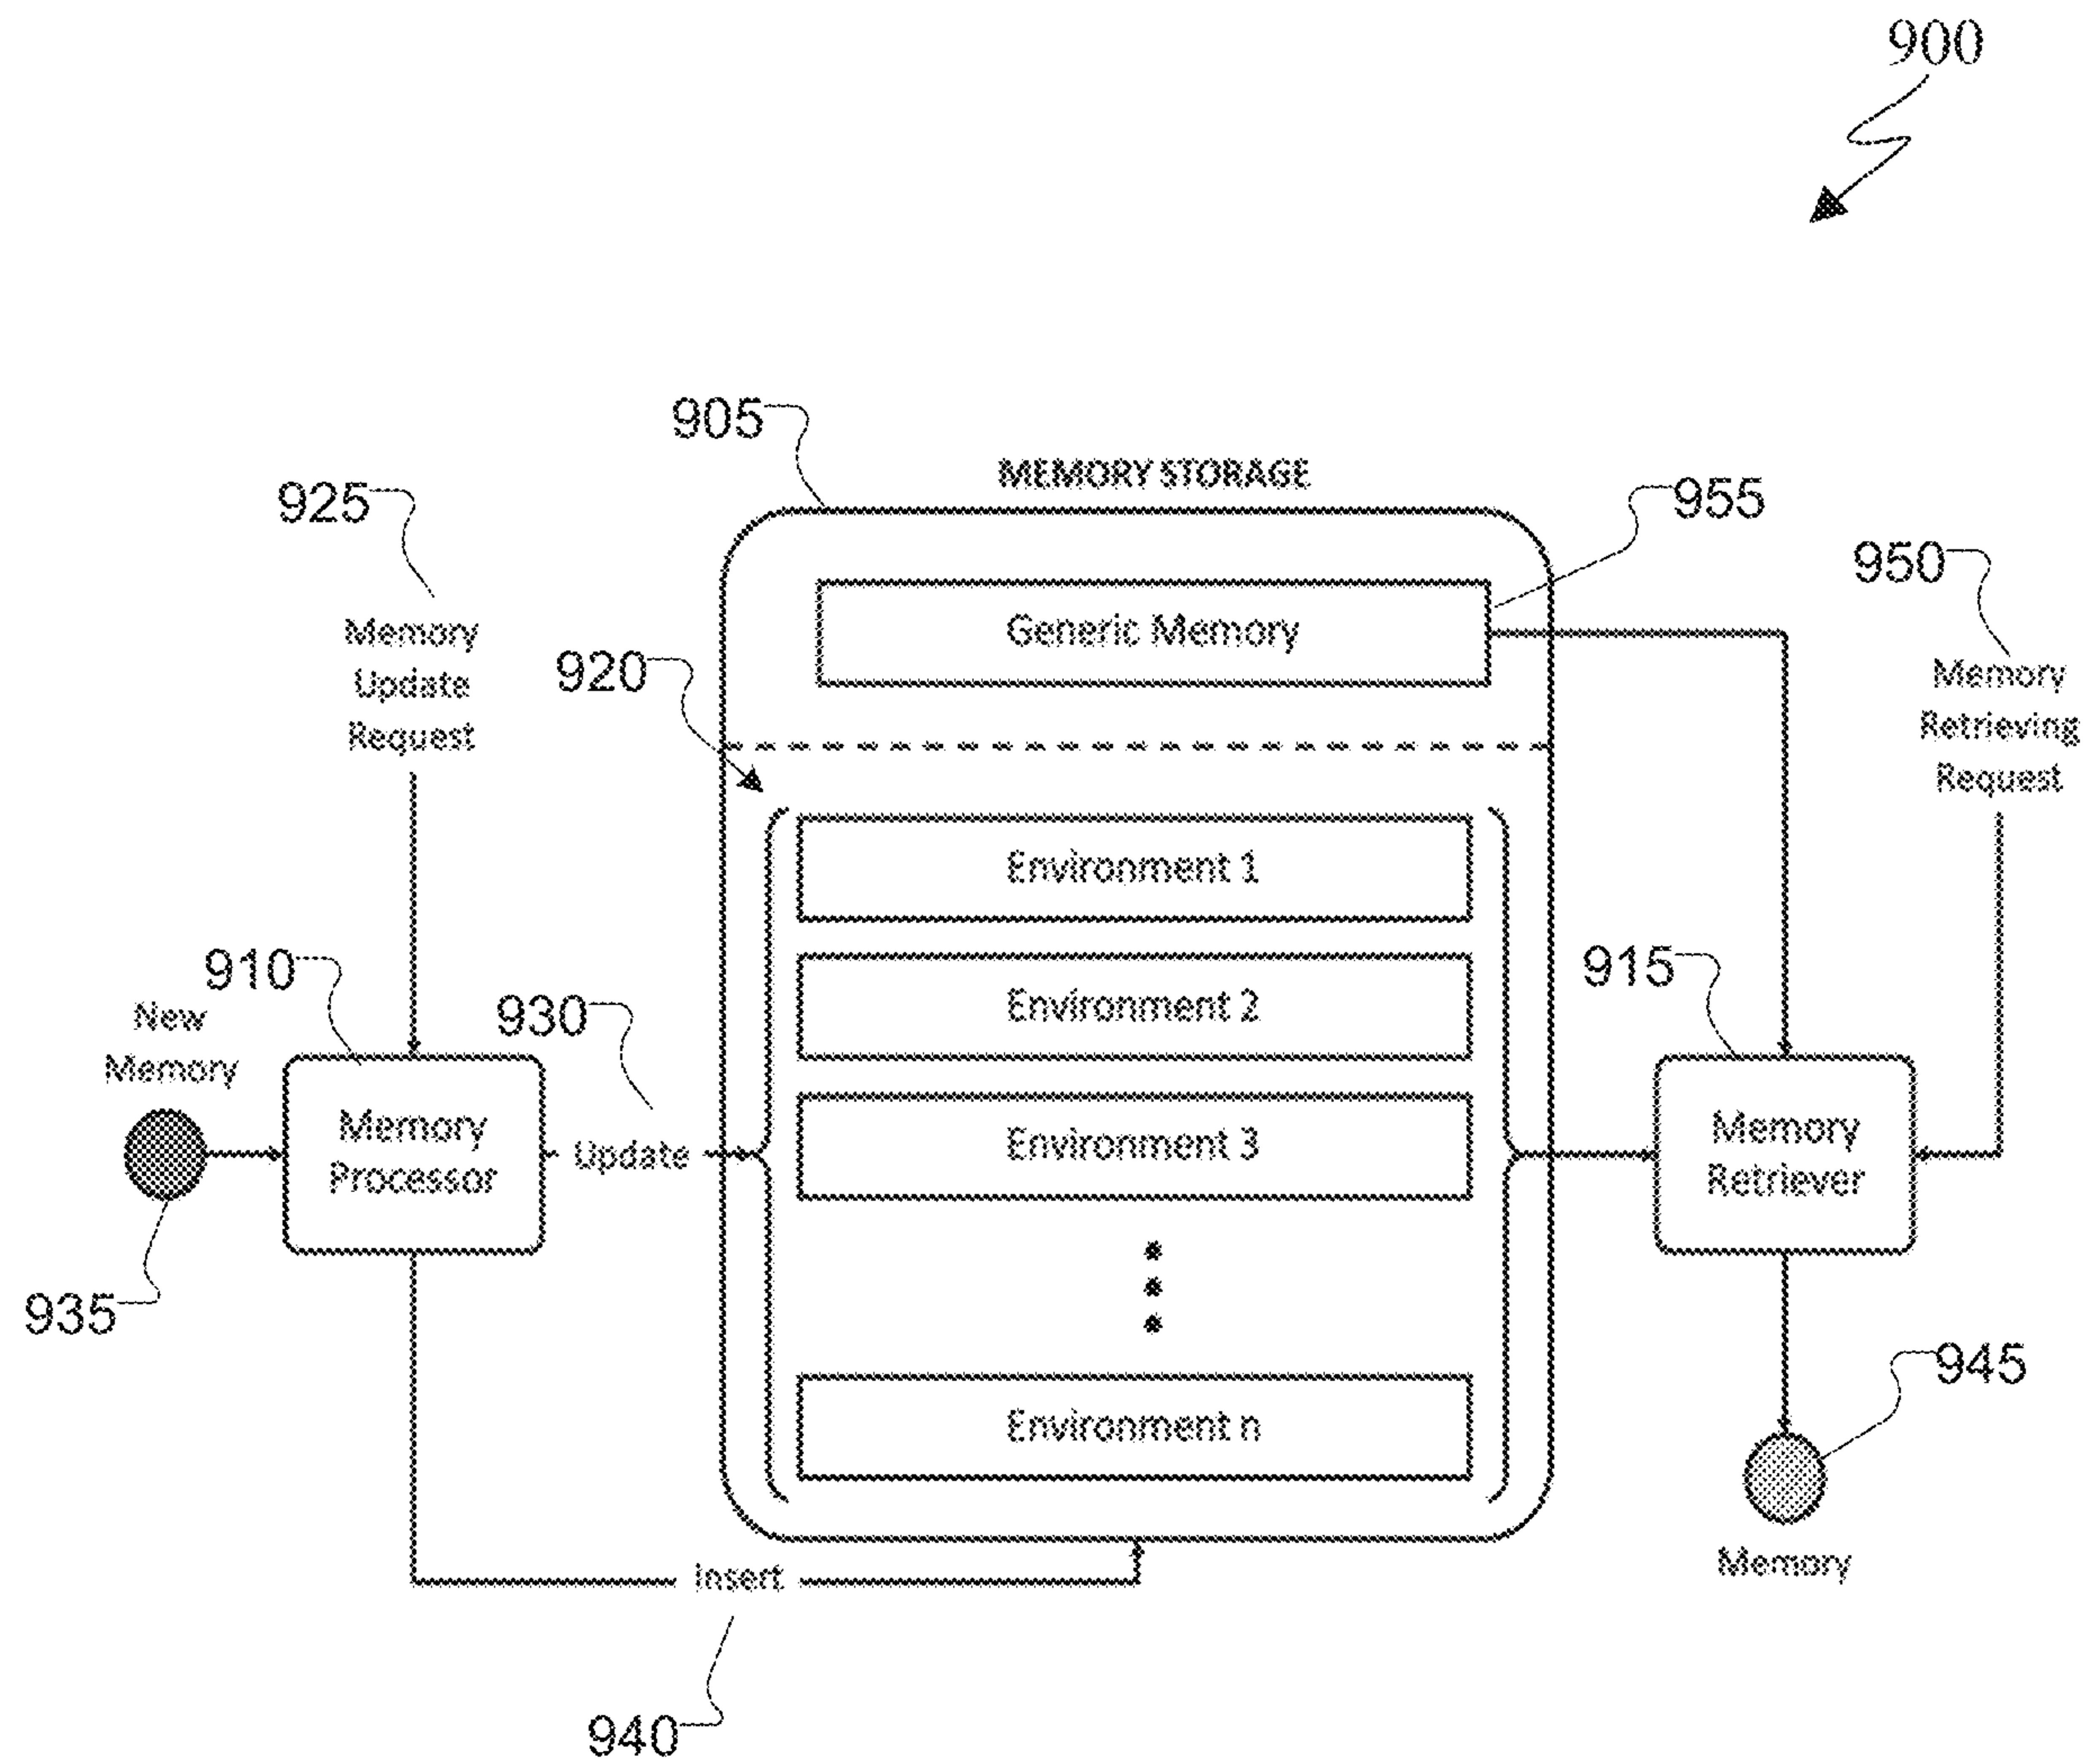 900
905
MEMORY STORAGE
925
955
950
Generic Memory
Memory
Update
Request
920
Memory
Retrieving
Request
Environment 1
910
915
Environment 2
930
New
Memory
Memory
Processor
Update
Environment 3
Memory
Retriever
935
945
Environment n
Insert
Memory
940